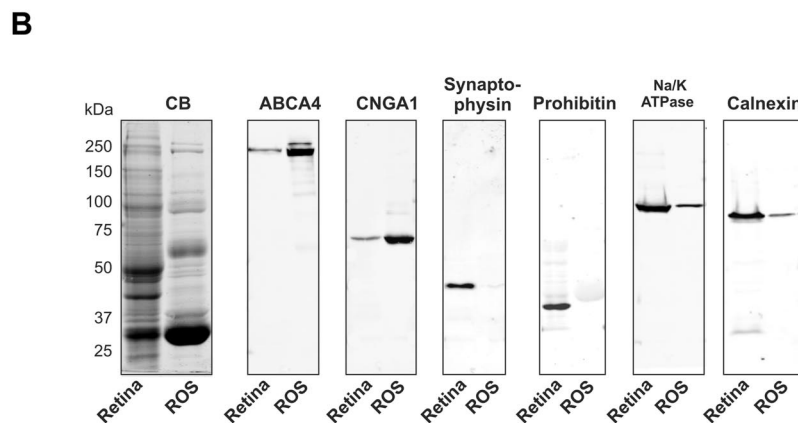 B
kDa
250
150
100
75
50
37
25
CB
ABCA4
CNGA1
Synapto-
physin
Prohibitin
Na/K
ATPase
Calnexin
Retina
ROS
Retina
ROS
Retina
ROS
Retina
ROS
Retina
ROS
Retina
ROS
Retina
ROS